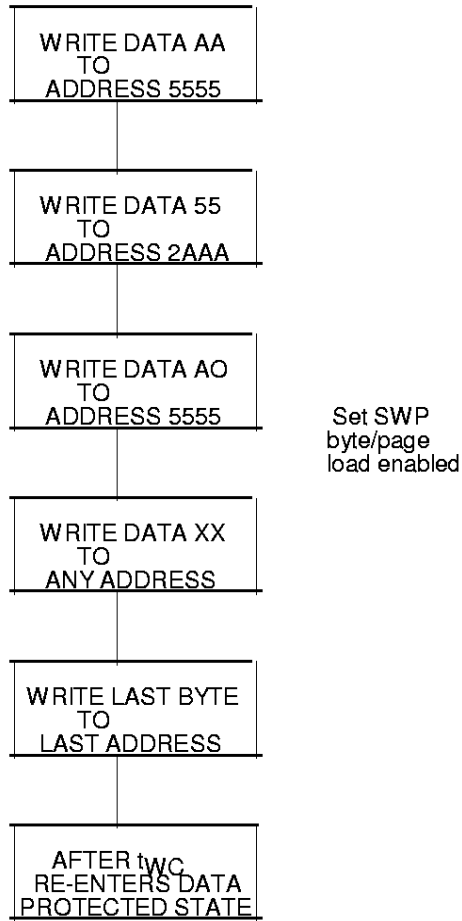 WRITE DATA AA
TO
ADDRESS 5555
WRITE DATA 55
TO
ADDRESS 2AAA
WRITE DATA AO
TO
ADDRESS 5555
Set SWP
byte/page
load enabled
WRITE DATA XX
TO
ANY ADDRESS
WRITE LAST BYTE
TO
LAST ADDRESS
AFTER tWC
RE-ENTERS DATA
PROTECTED STATE